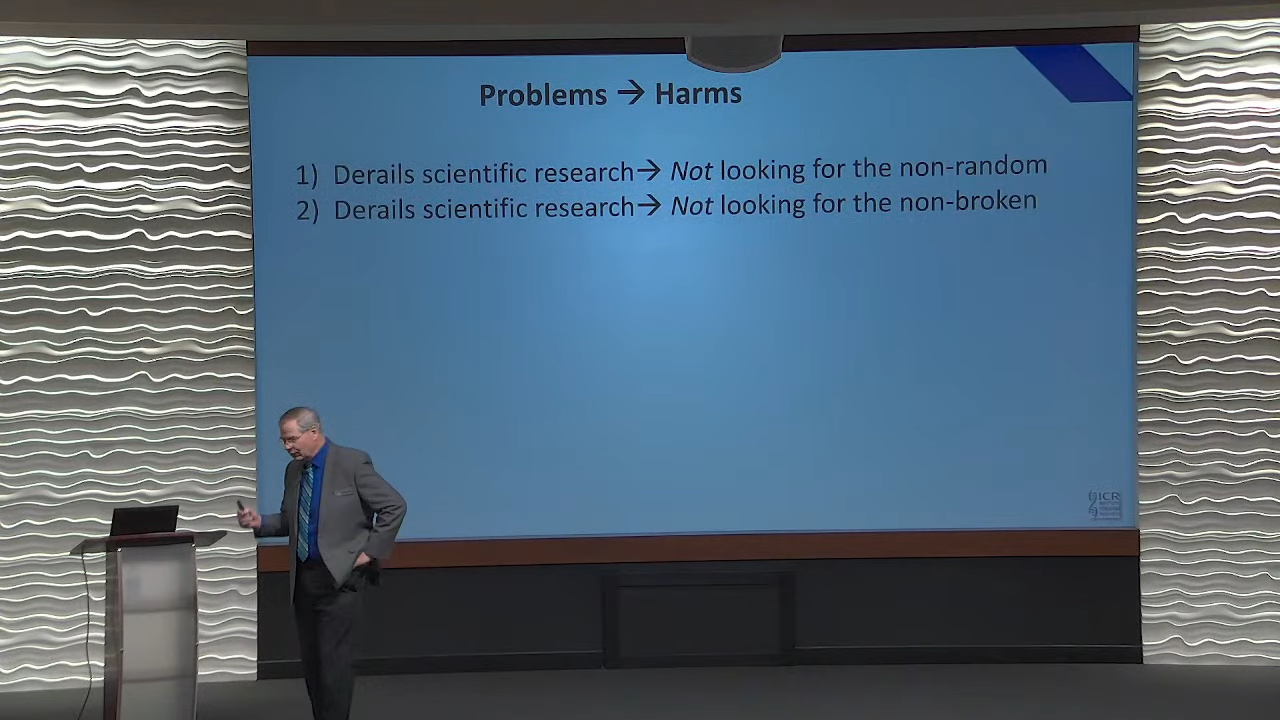 Problems → Harms
1) Derails scientific research→ Not looking for the non-random
2) Derails scientific research→ Not looking for the non-broken
ICR